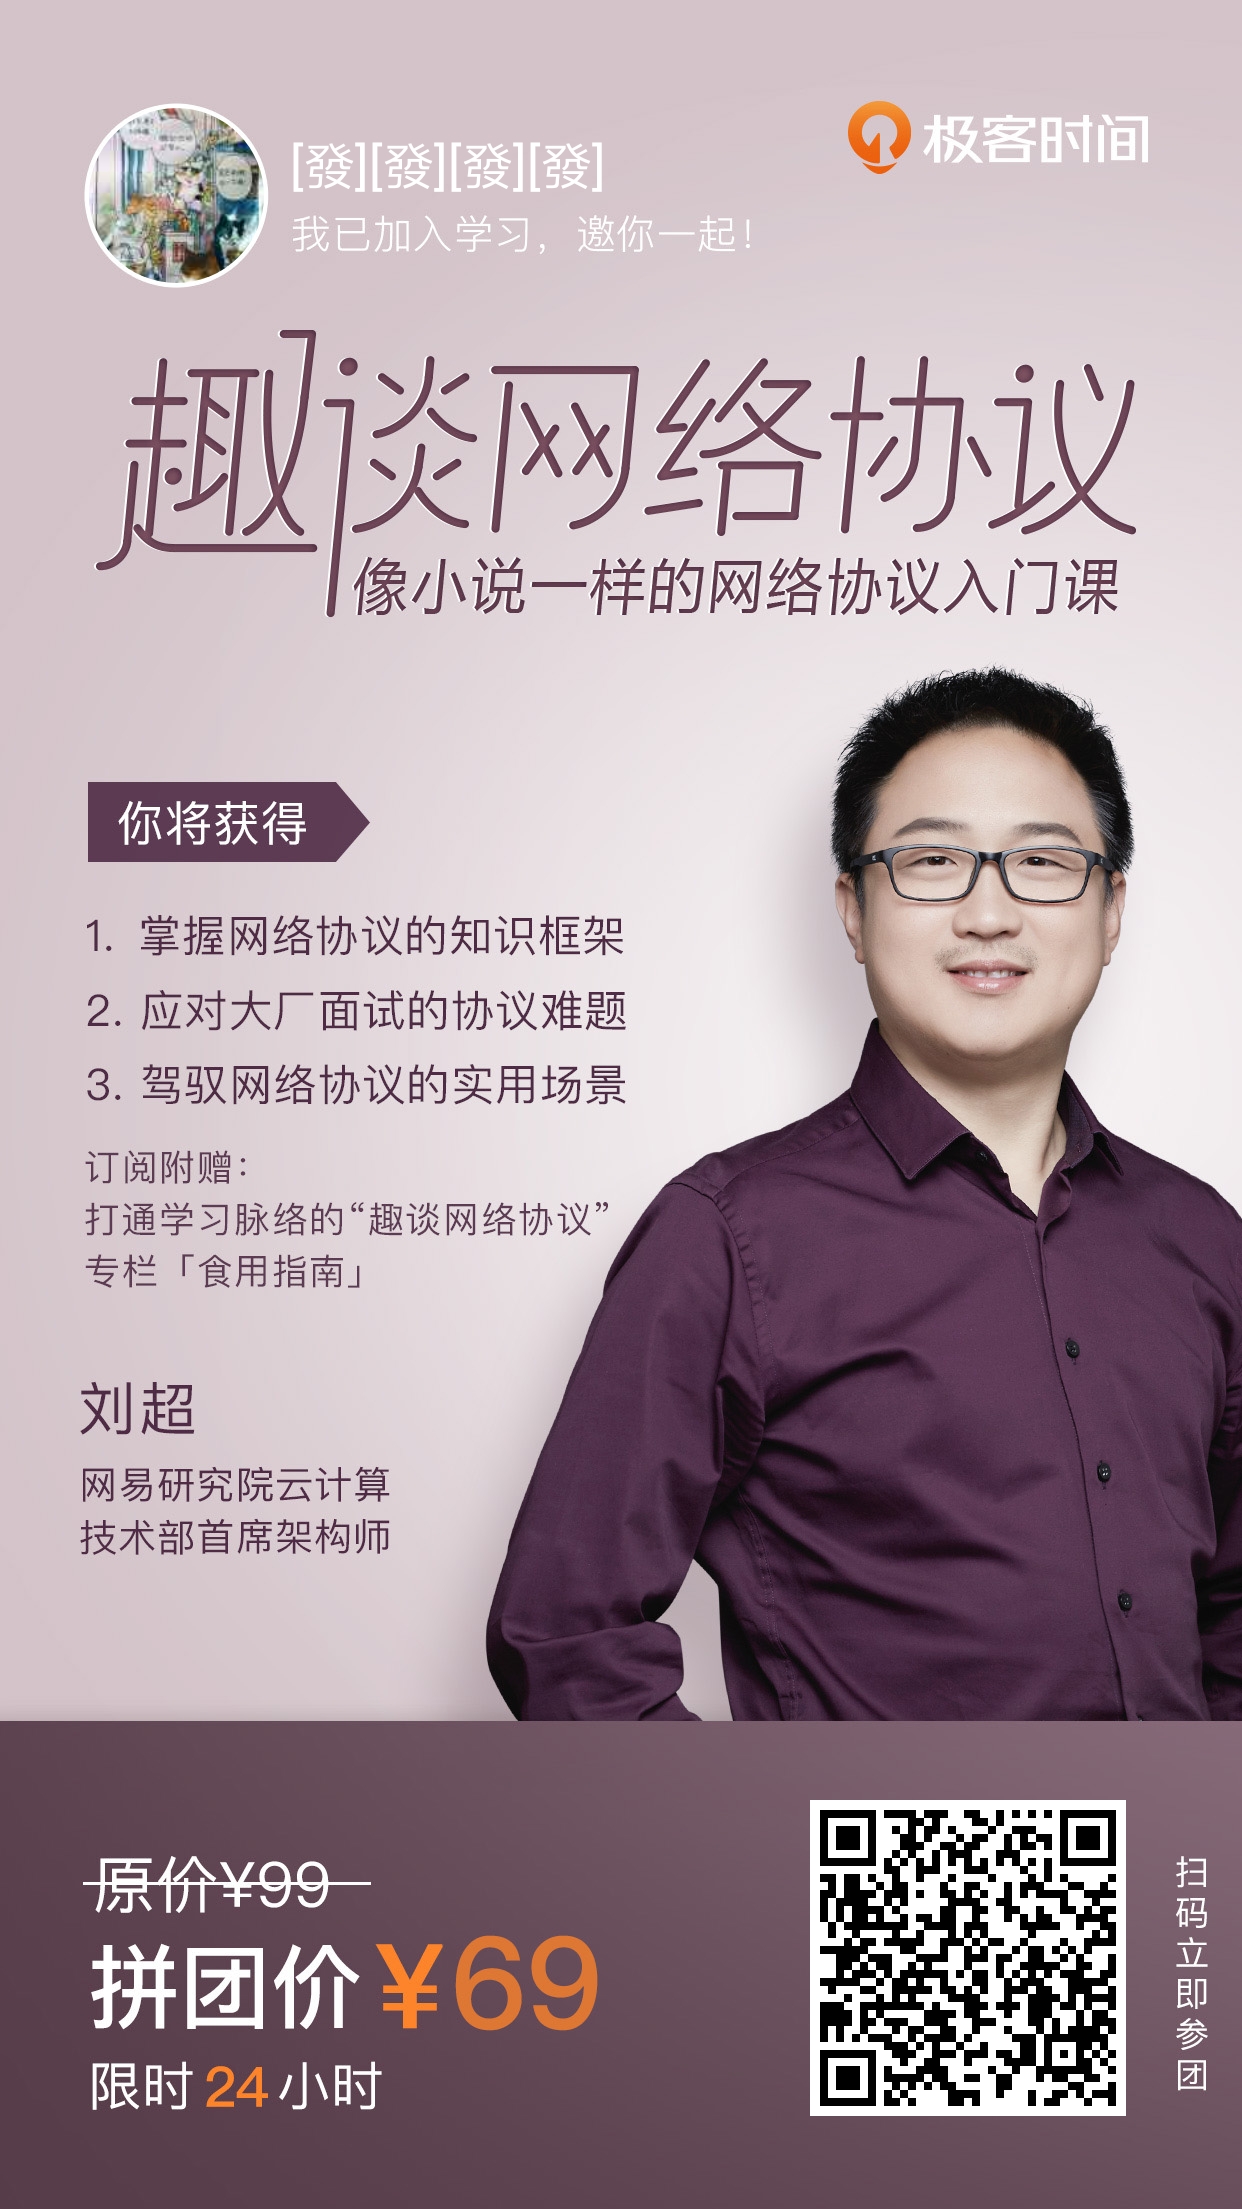 [發][發][發][發]
极客时间
我已加入学习，邀你一起！
趣谈网络协议
像小说一样的网络协议入门课
你将获得
1. 掌握网络协议的知识框架
2. 应对大厂面试的协议难题
3. 驾驭网络协议的实用场景
订阅附赠：
打通学习脉络的“趣谈网络协议”
专栏「食用指南」
刘超
网易研究院云计算
技术部首席架构师
原价¥99
拼团价¥69
限时24小时
扫码立即参团